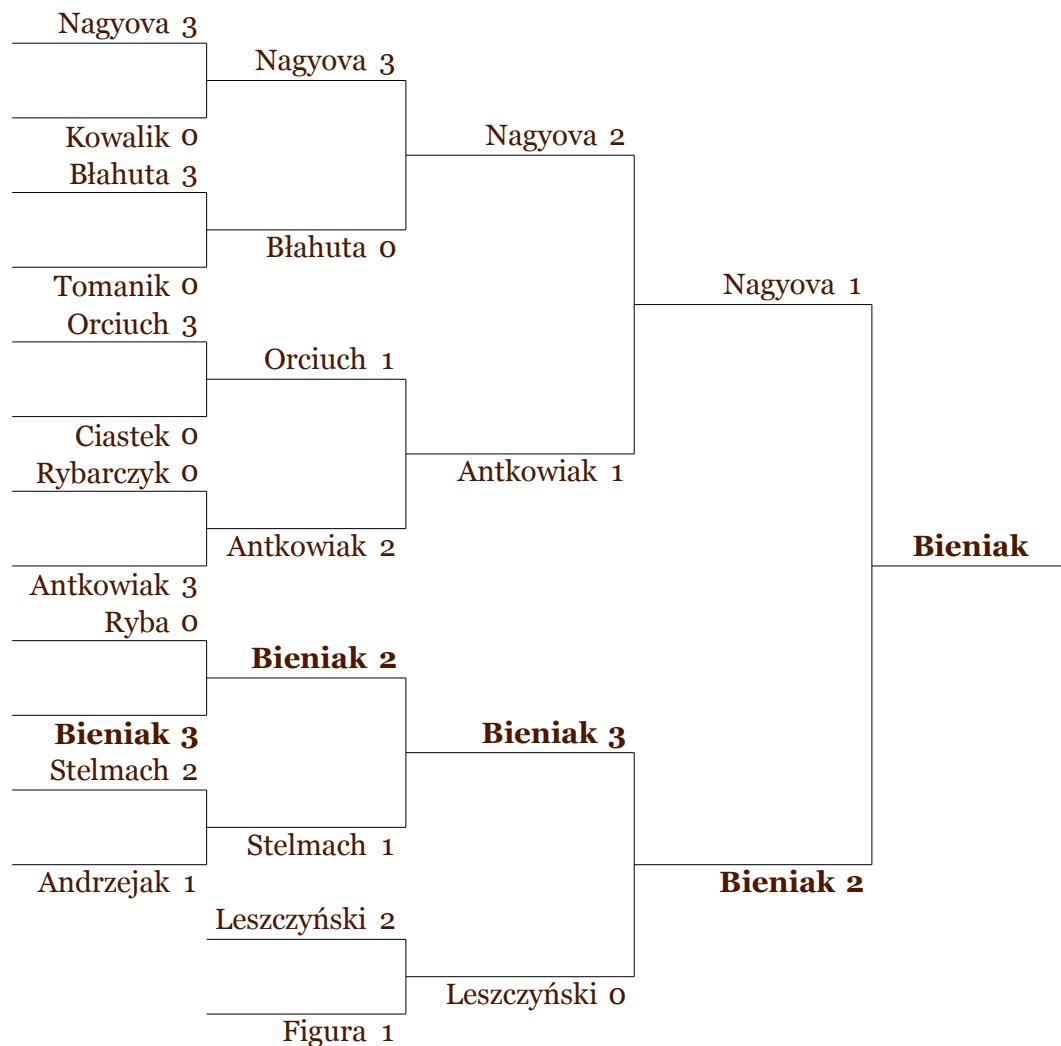 Nagyova 3
Nagyova 3
Kowalik 0
Nagyova 2
Błahuta 3
Błahuta 0
Tomanik 0
Nagyova 1
Orciuch 3
Orciuch 1
Ciastek 0
Antkowiak 1
Rybarczyk 0
Antkowiak 2
Bieniak
Antkowiak 3
Ryba 0
Bieniak 2
Bieniak 3
Bieniak 3
Stelmach 2
Stelmach 1
Andrzejak 1
Bieniak 2
Leszczyński 2
Leszczyński 0
Figura 1